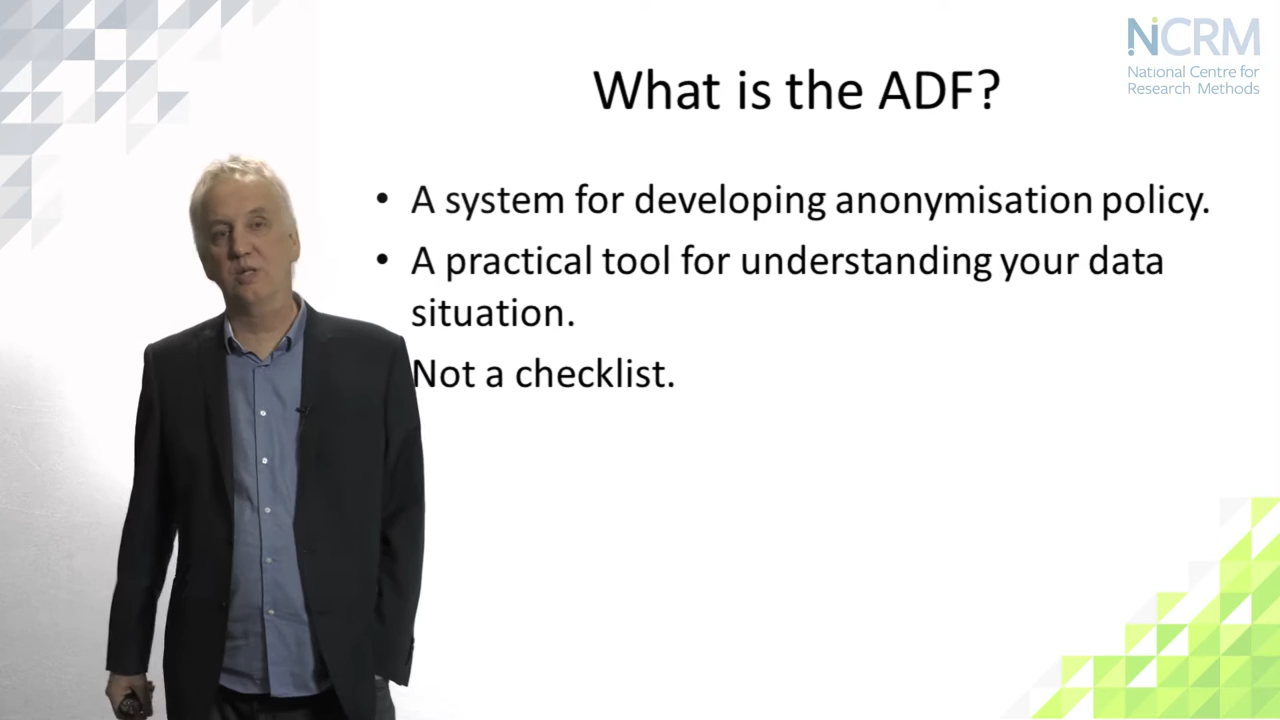 NCRM
National Centre for
Research Methods
What is the ADF?
• A system for developing anonymisation policy.
• A practical tool for understanding your data
situation.
Not a checklist.